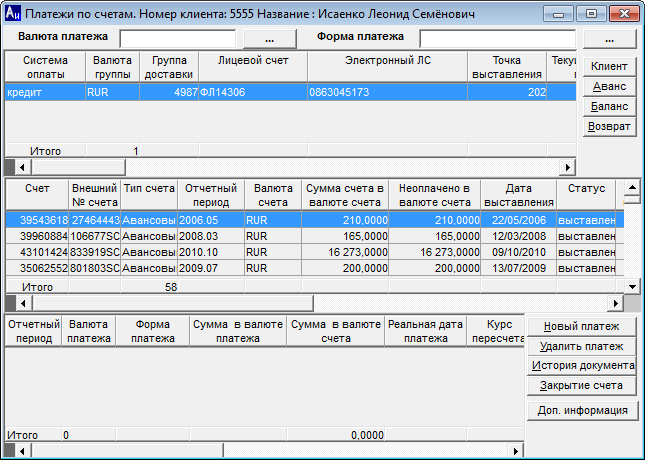 Аи Платежи по счетам. Номер клиента: 5555 Название : Исаенко Леонид Семёнович
Валюта платежа ... Форма платежа ...
Система оплаты Валюта группы Группа доставки Лицевой счет Электронный ЛС Точка выставления Текущ
кредит RUR 4987 ФЛ14306 0863045173 202
Итого 1
Клиент
Аванс
Баланс
Возврат
Счет Внешний № счета Тип счета Отчетный период Валюта счета Сумма счета в валюте счета Неоплачено в валюте счета Дата выставления Статус
39543618 27464443 Авансовы 2006.05 RUR 210,0000 210,0000 22/05/2006 выставлен
39960884 106677SC Авансовы 2008.03 RUR 165,0000 165,0000 12/03/2008 выставлен
43101424 833919SC Авансовы 2010.10 RUR 16 273,0000 16 273,0000 09/10/2010 выставлен
35062552 801803SC Авансовы 2009.07 RUR 200,0000 200,0000 13/07/2009 выставлен
Итого 58
Отчетный период Валюта платежа Форма платежа Сумма в валюте платежа Сумма в валюте счета Реальная дата платежа Курс пересчета
Итого 0 0,0000
Новый платеж
Удалить платеж
История документа
Закрытие счета
Доп. информация